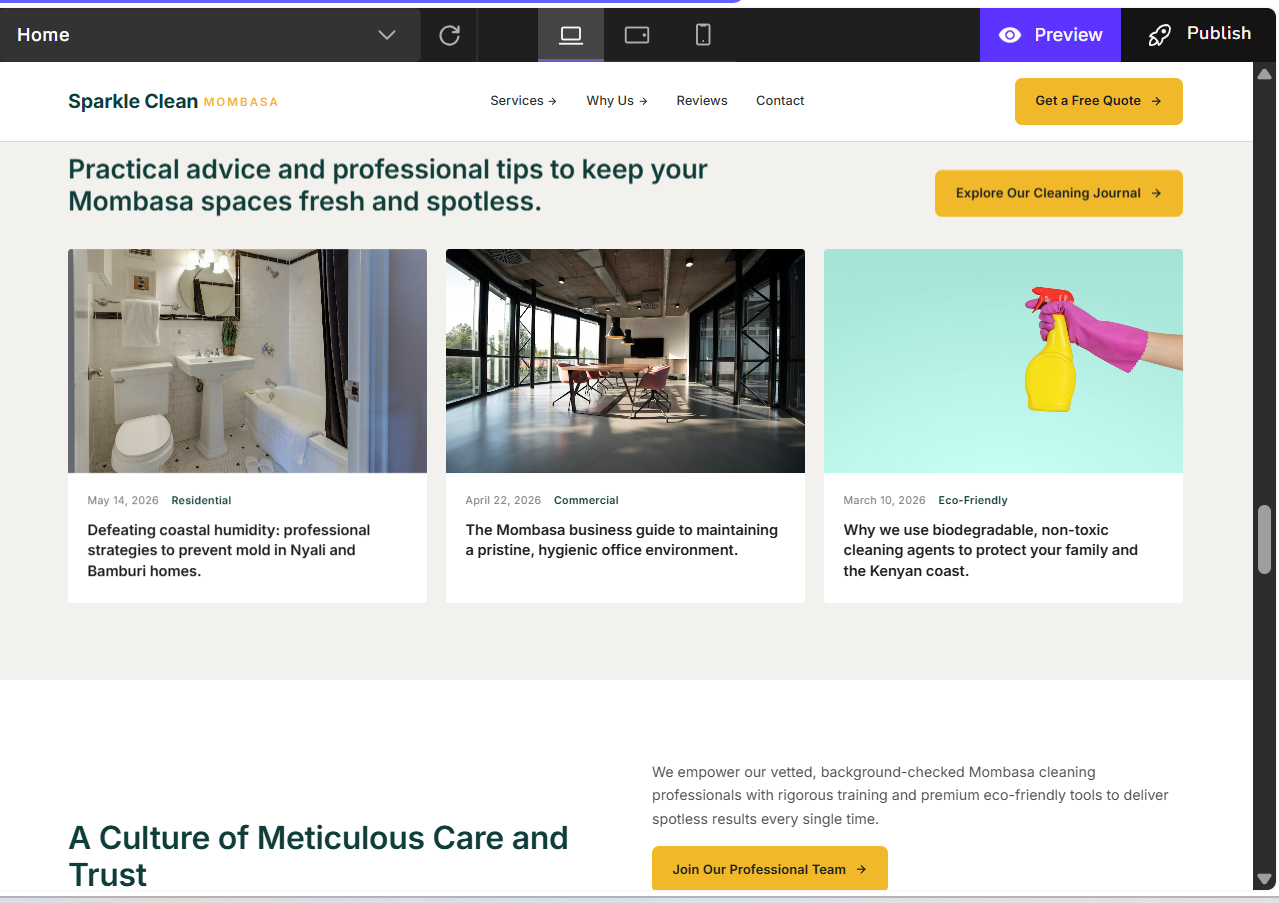 Home
Preview
Publish
Sparkle Clean MOMBASA
Services →
Why Us →
Reviews
Contact
Get a Free Quote →
Practical advice and professional tips to keep your
Mombasa spaces fresh and spotless.
Explore Our Cleaning Journal →
May 14, 2026 Residential
Defeating coastal humidity: professional
strategies to prevent mold in Nyali and
Bamburi homes.
April 22, 2026 Commercial
The Mombasa business guide to maintaining
a pristine, hygienic office environment.
March 10, 2026 Eco-Friendly
Why we use biodegradable, non-toxic
cleaning agents to protect your family and
the Kenyan coast.
A Culture of Meticulous Care and
Trust
We empower our vetted, background-checked Mombasa cleaning
professionals with rigorous training and premium eco-friendly tools to deliver
spotless results every single time.
Join Our Professional Team →